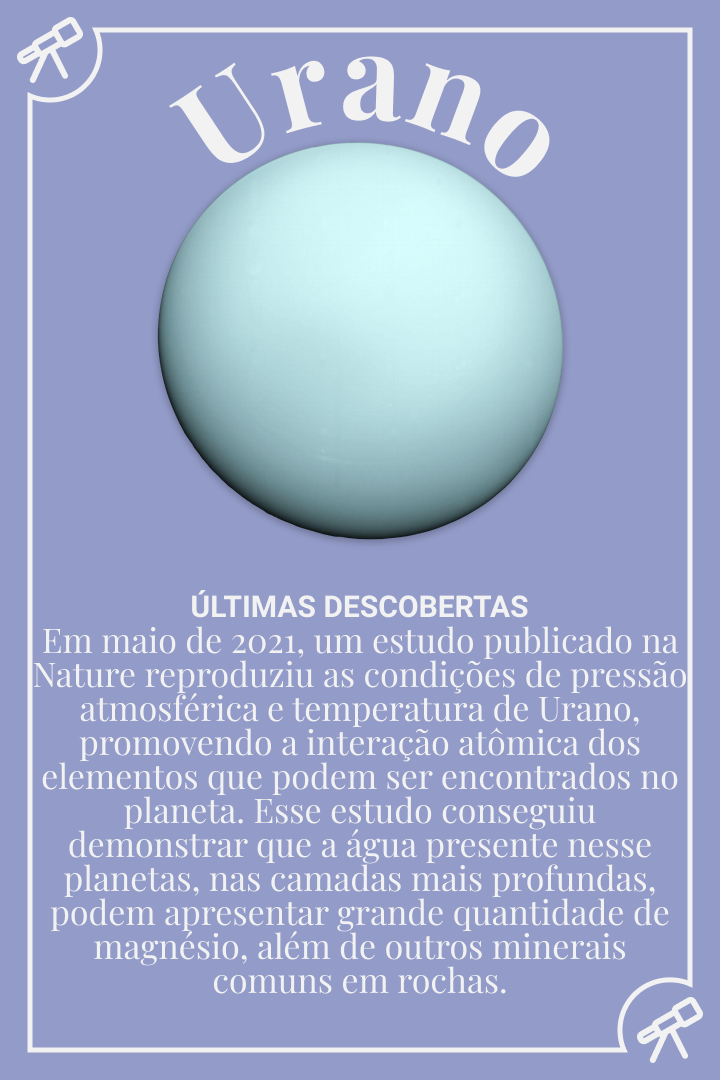 Urano
ÚLTIMAS DESCOBERTAS
Em maio de 2021, um estudo publicado na
Nature reproduziu as condições de pressão
atmosférica e temperatura de Urano,
promovendo a interação atômica dos
elementos que podem ser encontrados no
planeta. Esse estudo conseguiu
demonstrar que a água presente nesse
planetas, nas camadas mais profundas,
podem apresentar grande quantidade de
magnésio, além de outros minerais
comuns em rochas.